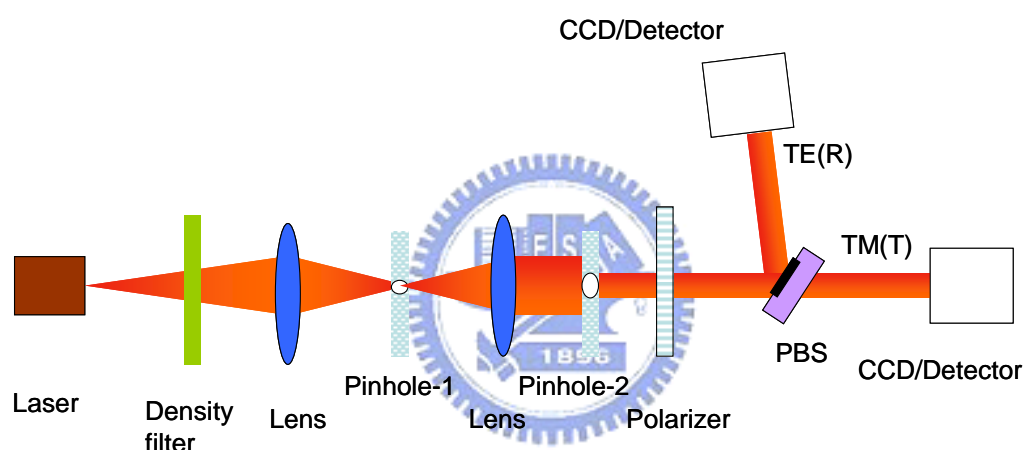 CCD/Detector
TE(R)
TM(T)
PBS
CCD/Detector
Pinhole-1
Pinhole-2
Laser
Density
filter
Lens
Lens
Polarizer
E S A
1896